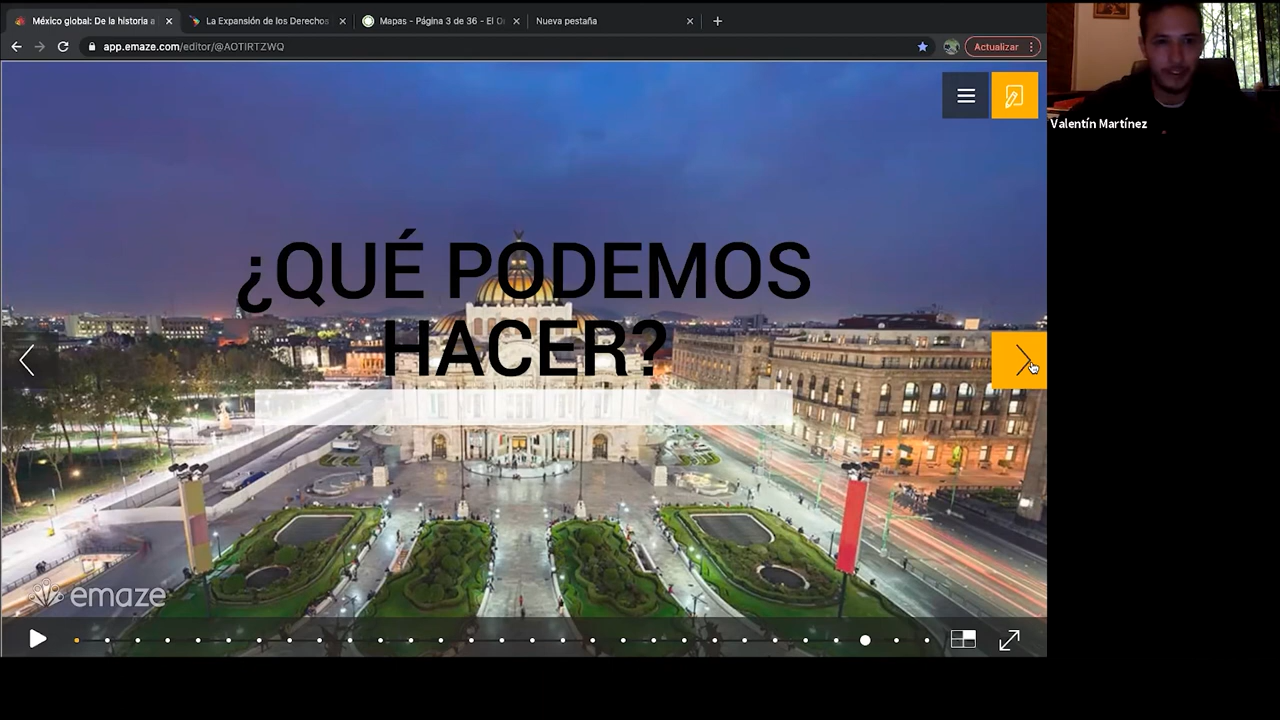 México global: De la historia a
La Expansión de los Derechos
Mapas - Página 3 de 36 - El O
Nueva pestaña
app.emaze.com/editor/@AOTIRTZWQ
Actualizar
Valentín Martínez
¿QUÉ PODEMOS
HACER?
emaze